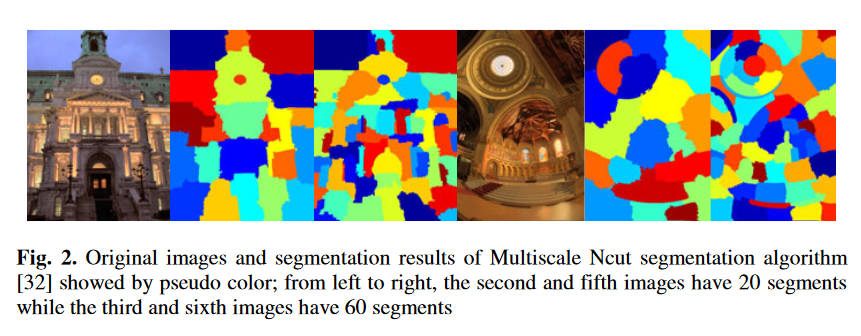 Fig. 2. Original images and segmentation results of Multiscale Ncut segmentation algorithm
[32] showed by pseudo color; from left to right, the second and fifth images have 20 segments
while the third and sixth images have 60 segments